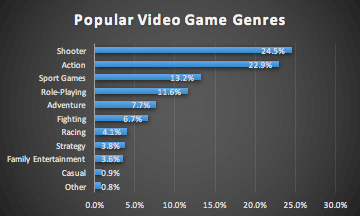 Popular Video Game Genres
Shooter 24.5%
Action 22.9%
Sport Games 13.2%
Role-Playing 11.6%
Adventure 7.7%
Fighting 6.7%
Racing 4.1%
Strategy 3.8%
Family Entertainment 3.6%
Casual 0.9%
Other 0.8%
0.0% 5.0% 10.0% 15.0% 20.0% 25.0% 30.0%